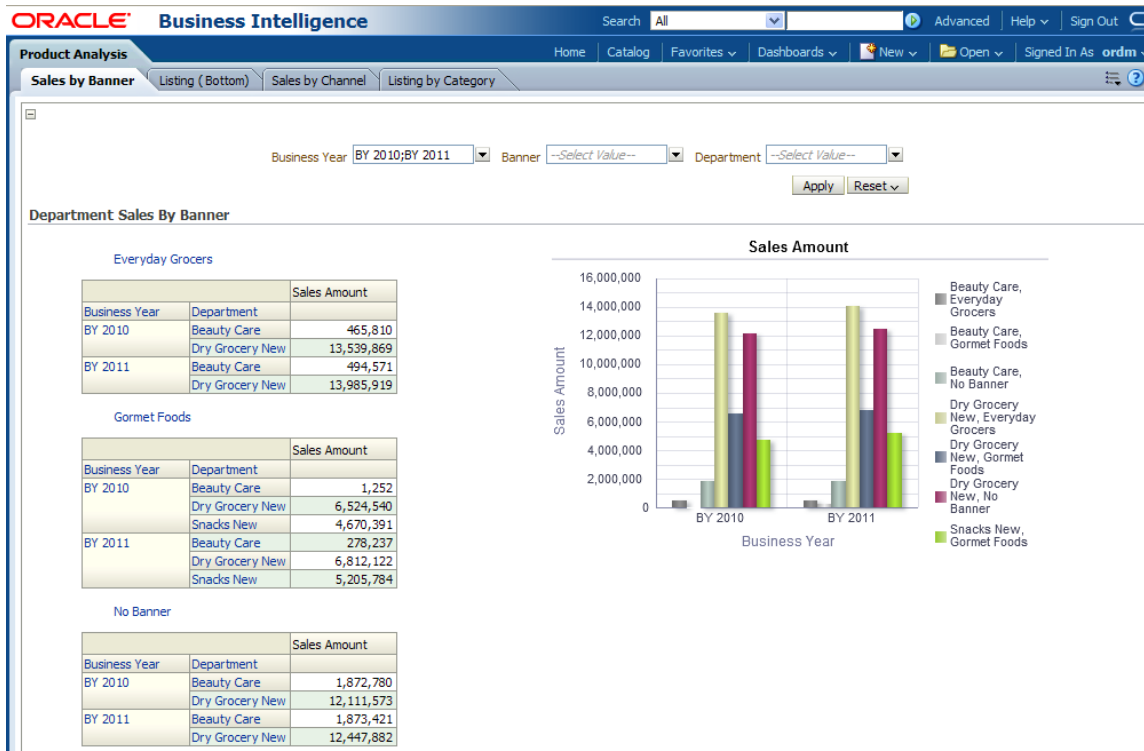 ORACLE Business Intelligence Search All Advanced Help Sign Out
Product Analysis Home Catalog Favorites Dashboards New Open Signed In As ordm
Sales by Banner Listing ( Bottom) Sales by Channel Listing by Category
Business Year BY 2010;BY 2011 Banner --Select Value-- Department --Select Value--
Apply Reset
Department Sales By Banner
Everyday Grocers
Sales Amount
Business Year Department
BY 2010 Beauty Care 465,810
Dry Grocery New 13,539,869
BY 2011 Beauty Care 494,571
Dry Grocery New 13,985,919
Gormet Foods
Sales Amount
Business Year Department
BY 2010 Beauty Care 1,252
Dry Grocery New 6,524,540
Snacks New 4,670,391
BY 2011 Beauty Care 278,237
Dry Grocery New 6,812,122
Snacks New 5,205,784
No Banner
Sales Amount
Business Year Department
BY 2010 Beauty Care 1,872,780
Dry Grocery New 12,111,573
BY 2011 Beauty Care 1,873,421
Dry Grocery New 12,447,882
Sales Amount
Sales Amount
16,000,000
14,000,000
12,000,000
10,000,000
8,000,000
6,000,000
4,000,000
2,000,000
0
BY 2010 BY 2011
Business Year
Beauty Care,
Everyday
Grocers
Beauty Care,
Gormet Foods
Beauty Care,
No Banner
Dry Grocery
New, Everyday
Grocers
Dry Grocery
New, Gormet
Foods
Dry Grocery
New, No
Banner
Snacks New,
Gormet Foods